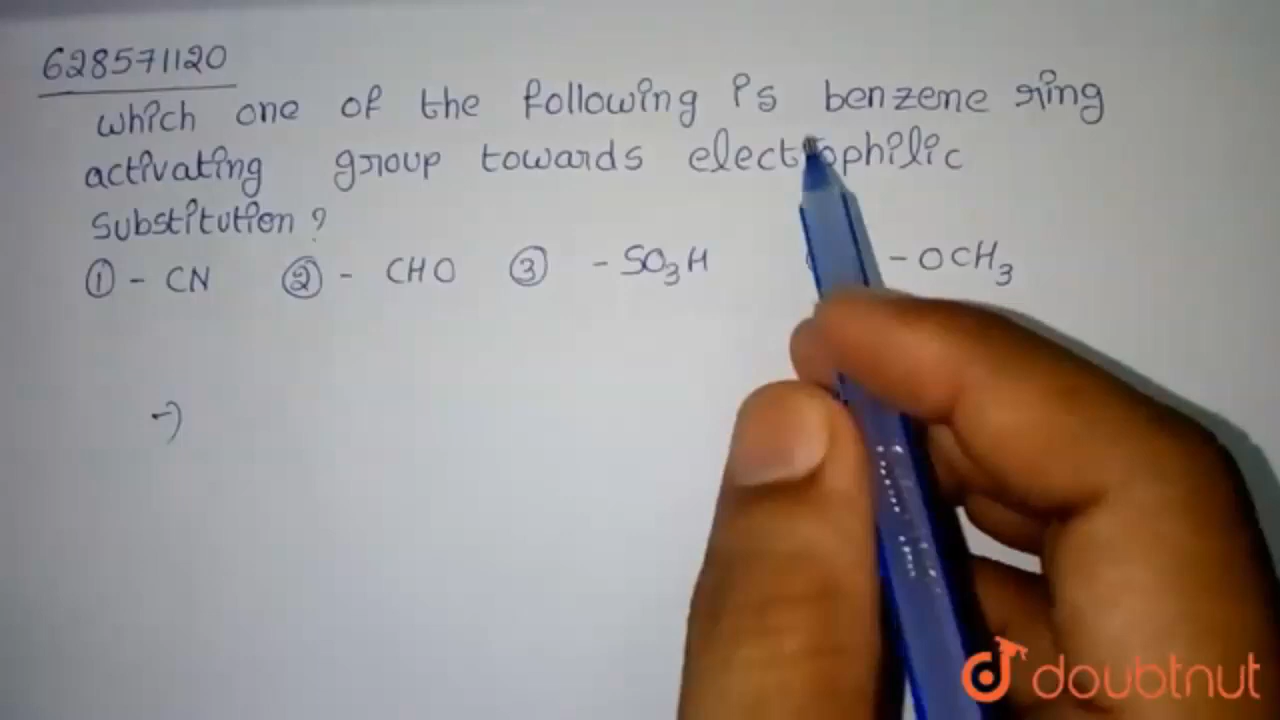 628571120
which one of the following is benzene ring
activating group towards electrophilic
substitution ?
① - CN ② - CHO ③ - SO₃H - OCH₃
→
doubtnut